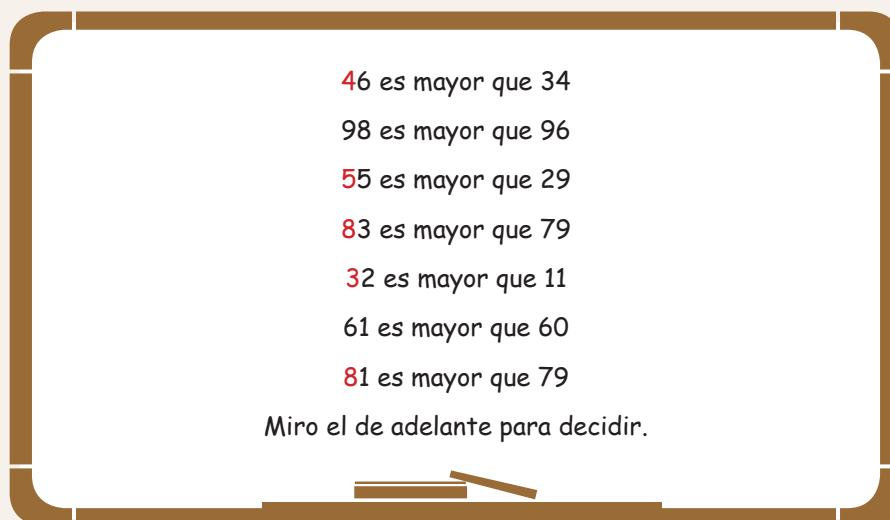 46 es mayor que 34
98 es mayor que 96
55 es mayor que 29
83 es mayor que 79
32 es mayor que 11
61 es mayor que 60
81 es mayor que 79
Miro el de adelante para decidir.